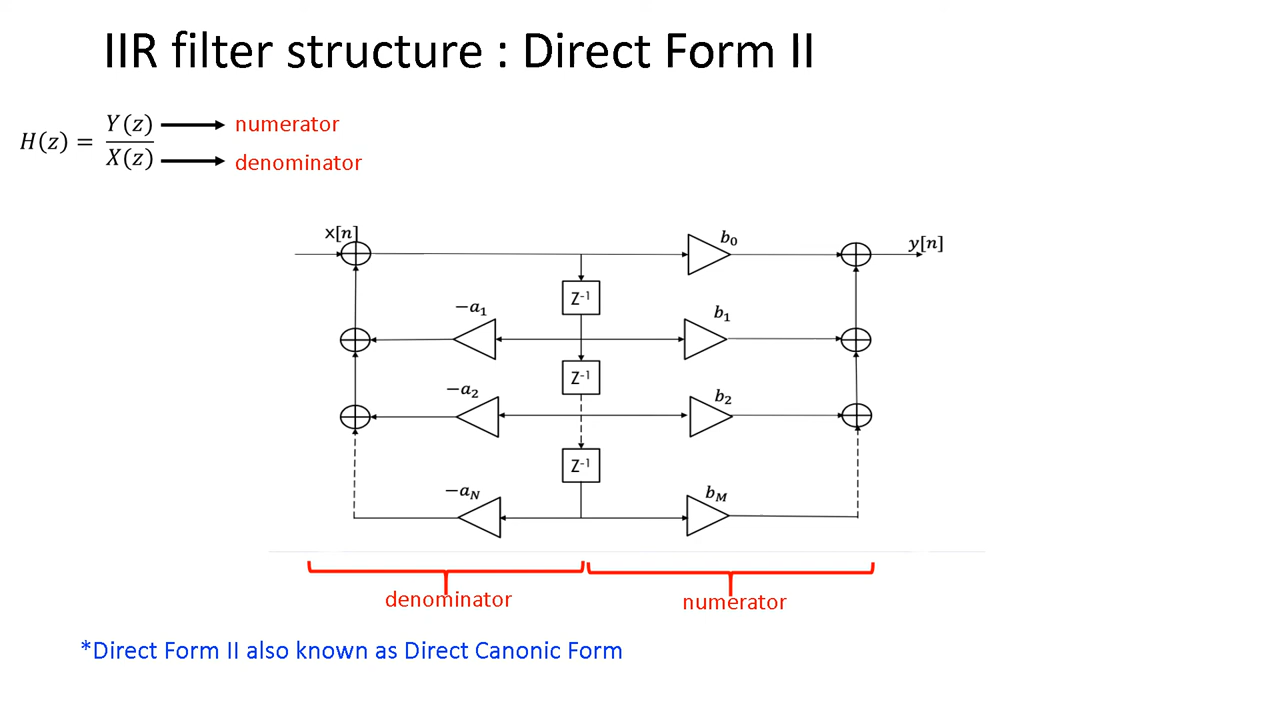 IIR filter structure : Direct Form II
H(z) = Y(z) / X(z)
numerator
denominator
x[n]
b₀
y[n]
Z⁻¹
−a₁
b₁
Z⁻¹
−a₂
b₂
Z⁻¹
−a_N
b_M
denominator
numerator
*Direct Form II also known as Direct Canonic Form